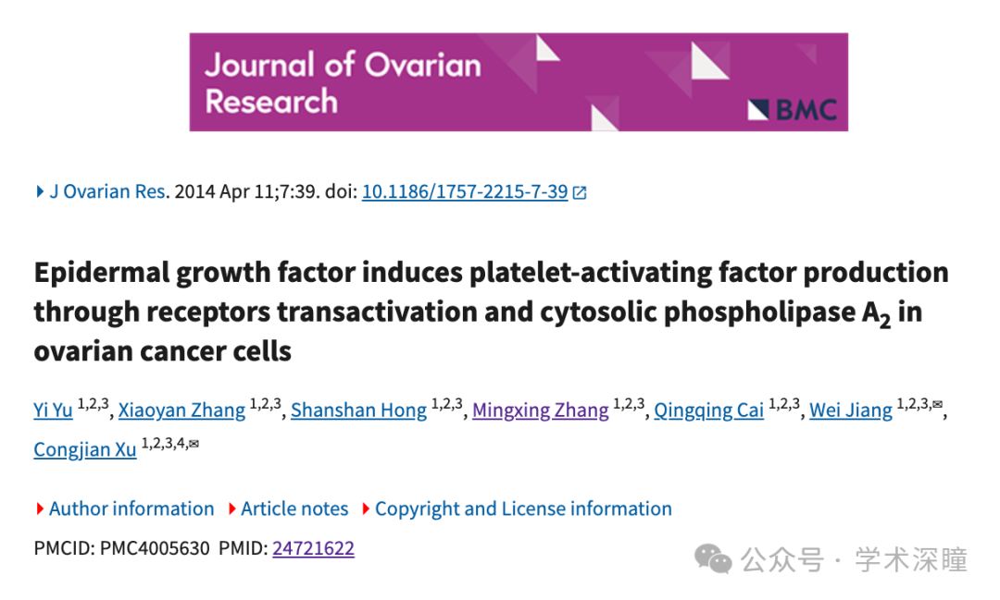 Journal of Ovarian
Research
BMC
J Ovarian Res. 2014 Apr 11;7:39. doi: 10.1186/1757-2215-7-39
Epidermal growth factor induces platelet-activating factor production
through receptors transactivation and cytosolic phospholipase A2 in
ovarian cancer cells
Yi Yu 1,2,3, Xiaoyan Zhang 1,2,3, Shanshan Hong 1,2,3, Mingxing Zhang 1,2,3, Qingqing Cai 1,2,3, Wei Jiang 1,2,3,✉,
Congjian Xu 1,2,3,4,✉
Author information Article notes Copyright and License information
PMCID: PMC4005630 PMID: 24721622
公众号 · 学术深瞳